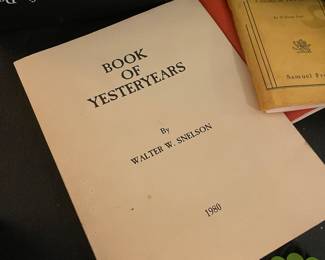 BOOK
OF
YESTERYEARS
By
WALTER W. SNELSON
1980
Samuel